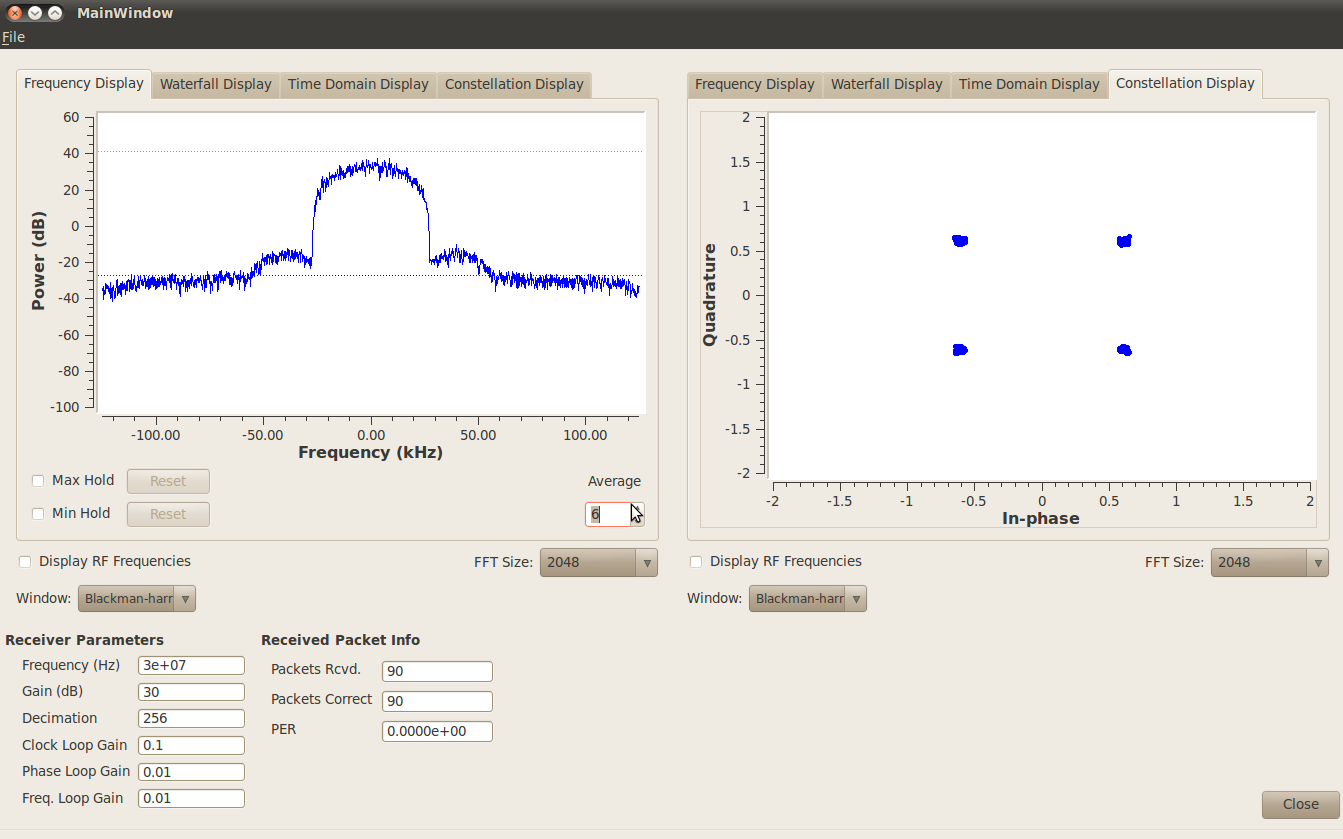 MainWindow
File
Frequency Display Waterfall Display Time Domain Display Constellation Display
60
40
20
0
-20
-40
-60
-80
-100
Power (dB)
-100.00 -50.00 0.00 50.00 100.00
Frequency (kHz)
Max Hold Reset Average
Min Hold Reset 6
Display RF Frequencies FFT Size: 2048
Window: Blackman-harr
Frequency Display Waterfall Display Time Domain Display Constellation Display
2
1.5
1
0.5
0
-0.5
-1
-1.5
-2
Quadrature
-2 -1.5 -1 -0.5 0 0.5 1 1.5 2
In-phase
Display RF Frequencies FFT Size: 2048
Window: Blackman-harr
Receiver Parameters
Frequency (Hz) 3e+07
Gain (dB) 30
Decimation 256
Clock Loop Gain 0.1
Phase Loop Gain 0.01
Freq. Loop Gain 0.01
Received Packet Info
Packets Rcvd. 90
Packets Correct 90
PER 0.0000e+00
Close